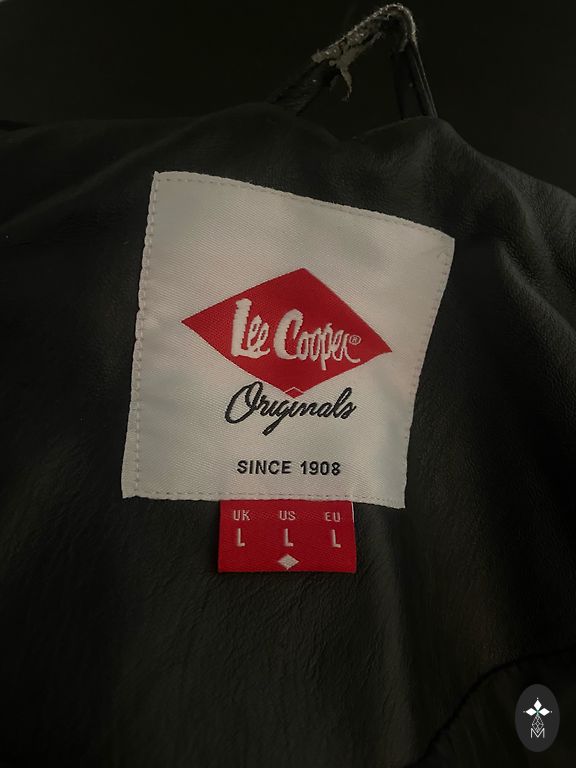 Lee Cooper®
Originals
SINCE 1908
UK US EU
L L L
M